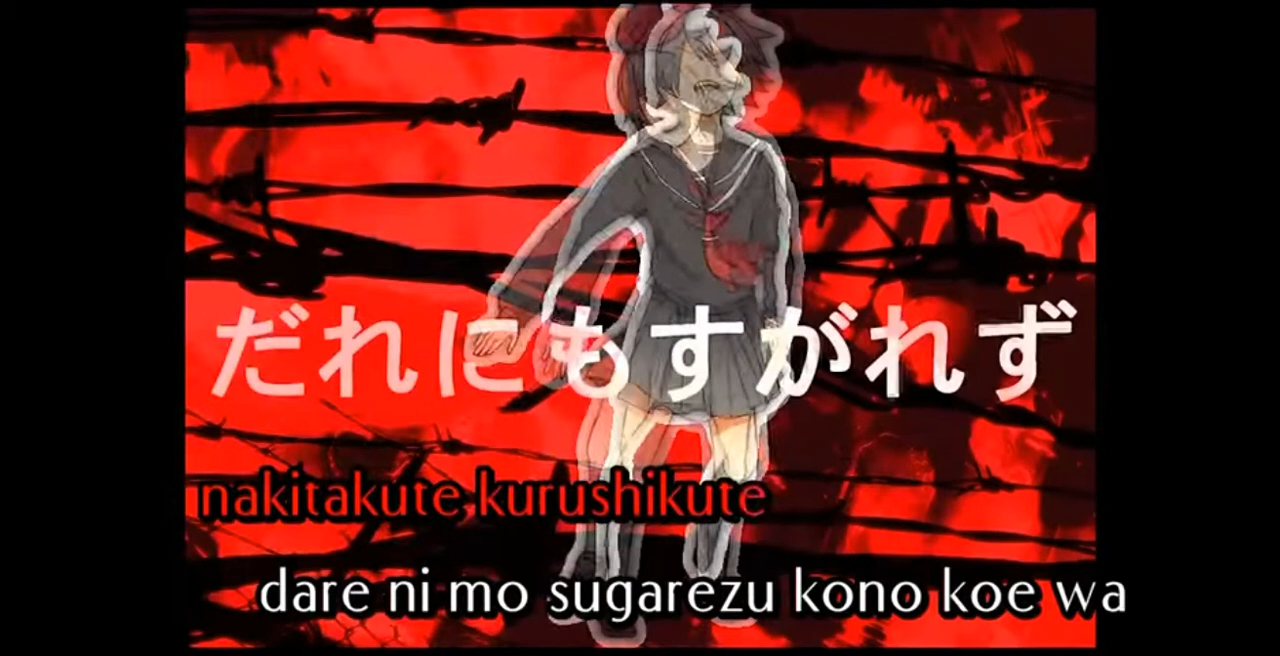 だれにもすがれず
nakitakute kurushikute
dare ni mo sugarezu kono koe wa